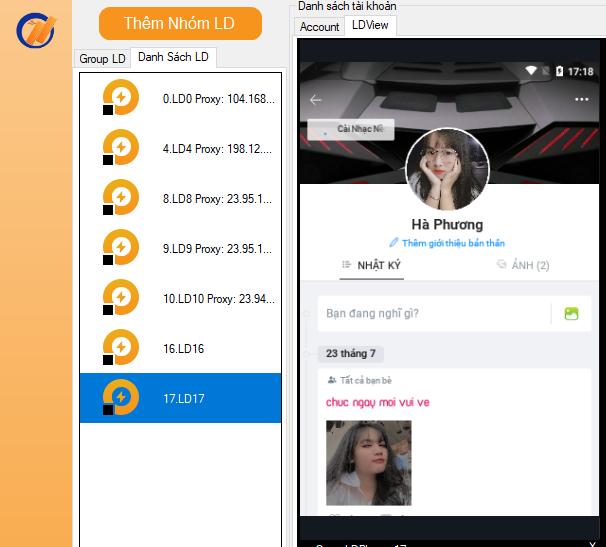 Thêm Nhóm LD
Group LD
Danh Sách LD
0.LD0 Proxy: 104.168...
4.LD4 Proxy: 198.12....
8.LD8 Proxy: 23.95.1...
9.LD9 Proxy: 23.95.1...
10.LD10 Proxy: 23.94...
16.LD16
17.LD17
Danh sách tài khoản
Account
LDView
17:18
Cài Nhạc Nề
Hà Phương
Thêm giới thiệu bản thân
NHẬT KÝ
ẢNH (2)
Bạn đang nghĩ gì?
23 tháng 7
Tất cả bạn bè
chuc ngay moi vui ve